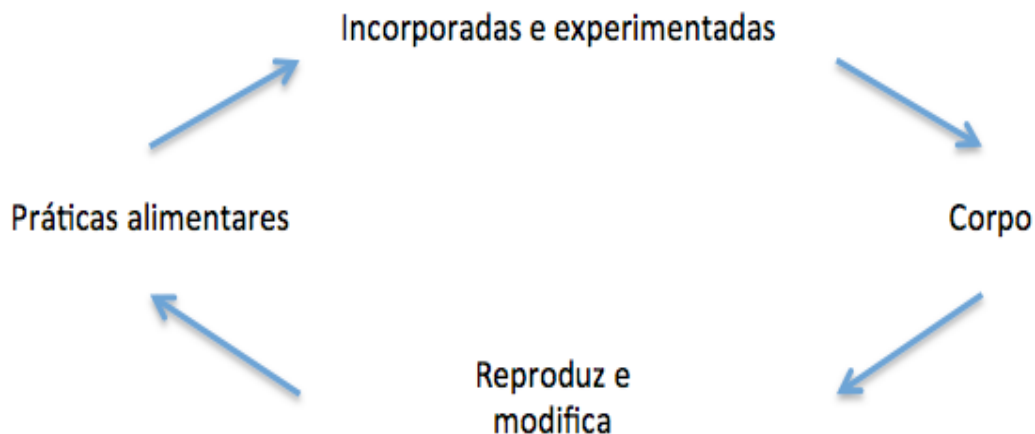 Incorporadas e experimentadas
Práticas alimentares
Corpo
Reproduz e
modifica